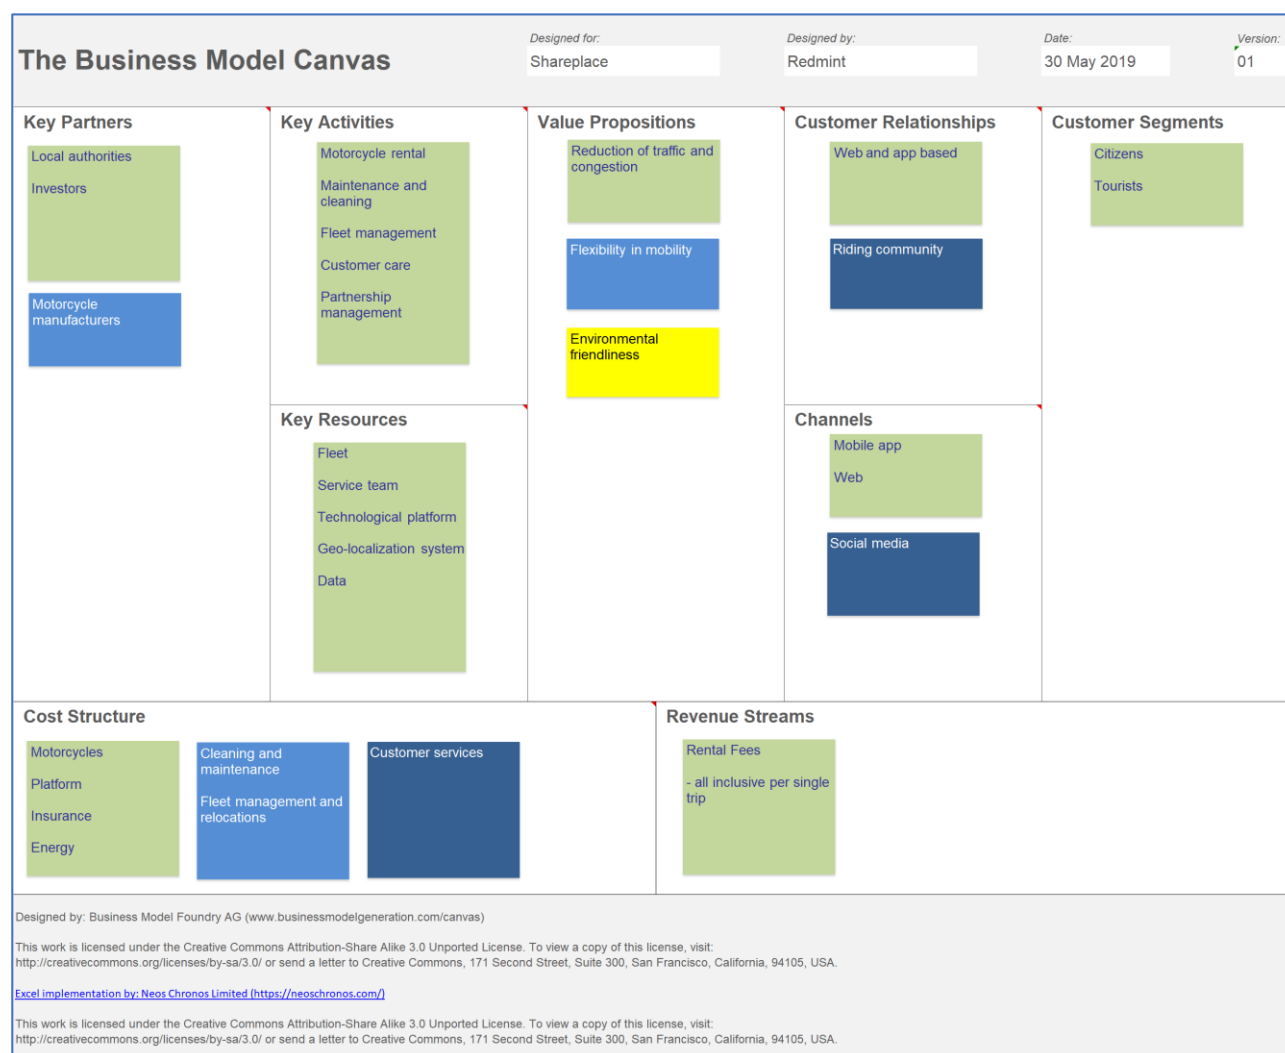 The Business Model Canvas
Designed for:
Shareplace
Designed by:
Redmint
Date:
30 May 2019
Version:
01
Key Partners
Local authorities
Investors
Motorcycle
manufacturers
Key Activities
Motorcycle rental
Maintenance and
cleaning
Fleet management
Customer care
Partnership
management
Key Resources
Fleet
Service team
Technological platform
Geo-localization system
Data
Value Propositions
Reduction of traffic and
congestion
Flexibility in mobility
Environmental
friendliness
Customer Relationships
Web and app based
Riding community
Channels
Mobile app
Web
Social media
Customer Segments
Citizens
Tourists
Cost Structure
Motorcycles
Platform
Insurance
Energy
Cleaning and
maintenance
Fleet management and
relocations
Customer services
Revenue Streams
Rental Fees
- all inclusive per single
trip
Designed by: Business Model Foundry AG (www.businessmodelgeneration.com/canvas)
This work is licensed under the Creative Commons Attribution-Share Alike 3.0 Unported License. To view a copy of this license, visit:
http://creativecommons.org/licenses/by-sa/3.0/ or send a letter to Creative Commons, 171 Second Street, Suite 300, San Francisco, California, 94105, USA.
Excel implementation by: Neos Chronos Limited (https://neoschronos.com/)
This work is licensed under the Creative Commons Attribution-Share Alike 3.0 Unported License. To view a copy of this license, visit:
http://creativecommons.org/licenses/by-sa/3.0/ or send a letter to Creative Commons, 171 Second Street, Suite 300, San Francisco, California, 94105, USA.